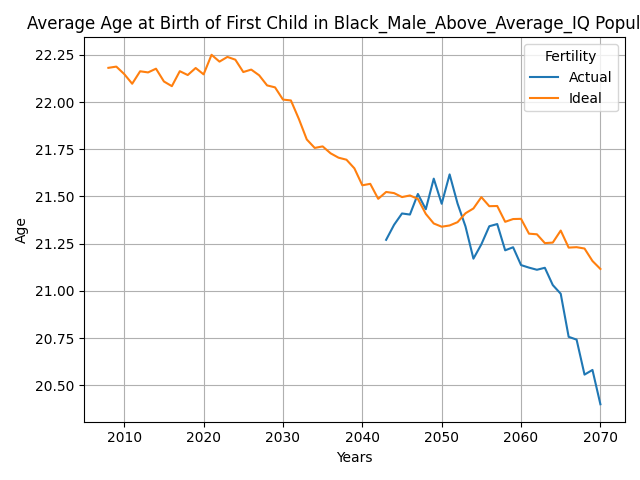 Average Age at Birth of First Child in Black_Male_Above_Average_IQ Popul
Fertility
Actual
Ideal
22.25
22.00
21.75
21.50
21.25
21.00
20.75
20.50
Age
2010 2020 2030 2040 2050 2060 2070
Years